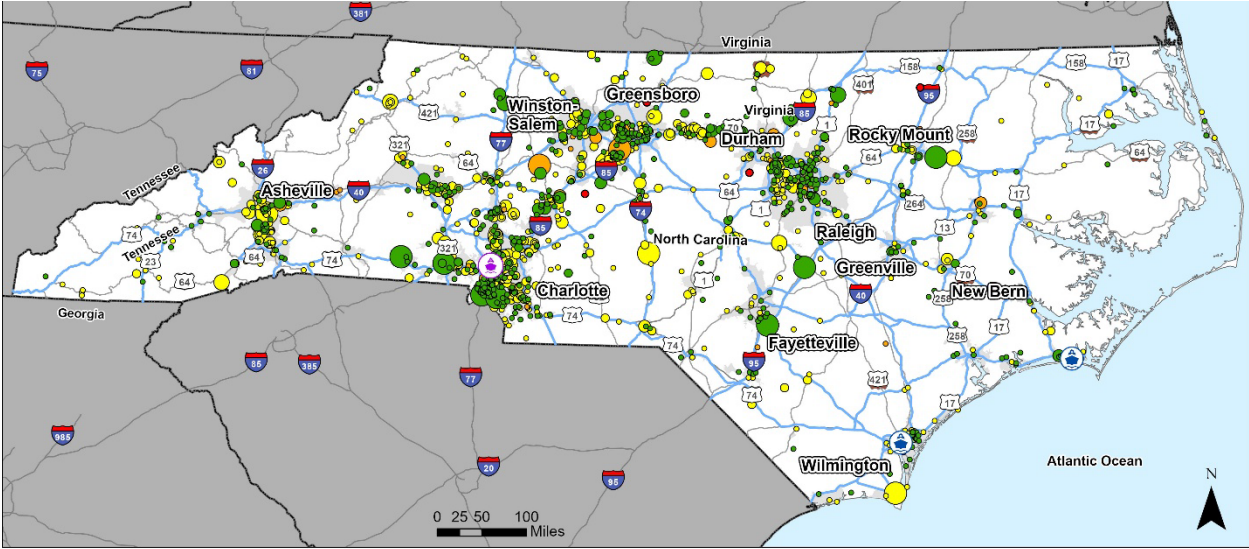 381
Virginia
75
81
158
17
158
95
401
Greensboro
Winston-
Salem
Virginia
85
421
77
1
17
70
Durham
Rocky Mount
258
321
64
64
64
26
85
Tennessee
Asheville
40
64
17
264
74
1
85
13
74
Tennessee
23
321
North Carolina
Raleigh
64
74
Greenville
70
64
1
New Bern
Charlotte
40
258
Georgia
74
17
Fayetteville
258
74
85
385
95
77
421
74
17
985
20
Wilmington
Atlantic Ocean
N
95
0 25 50 100
Miles